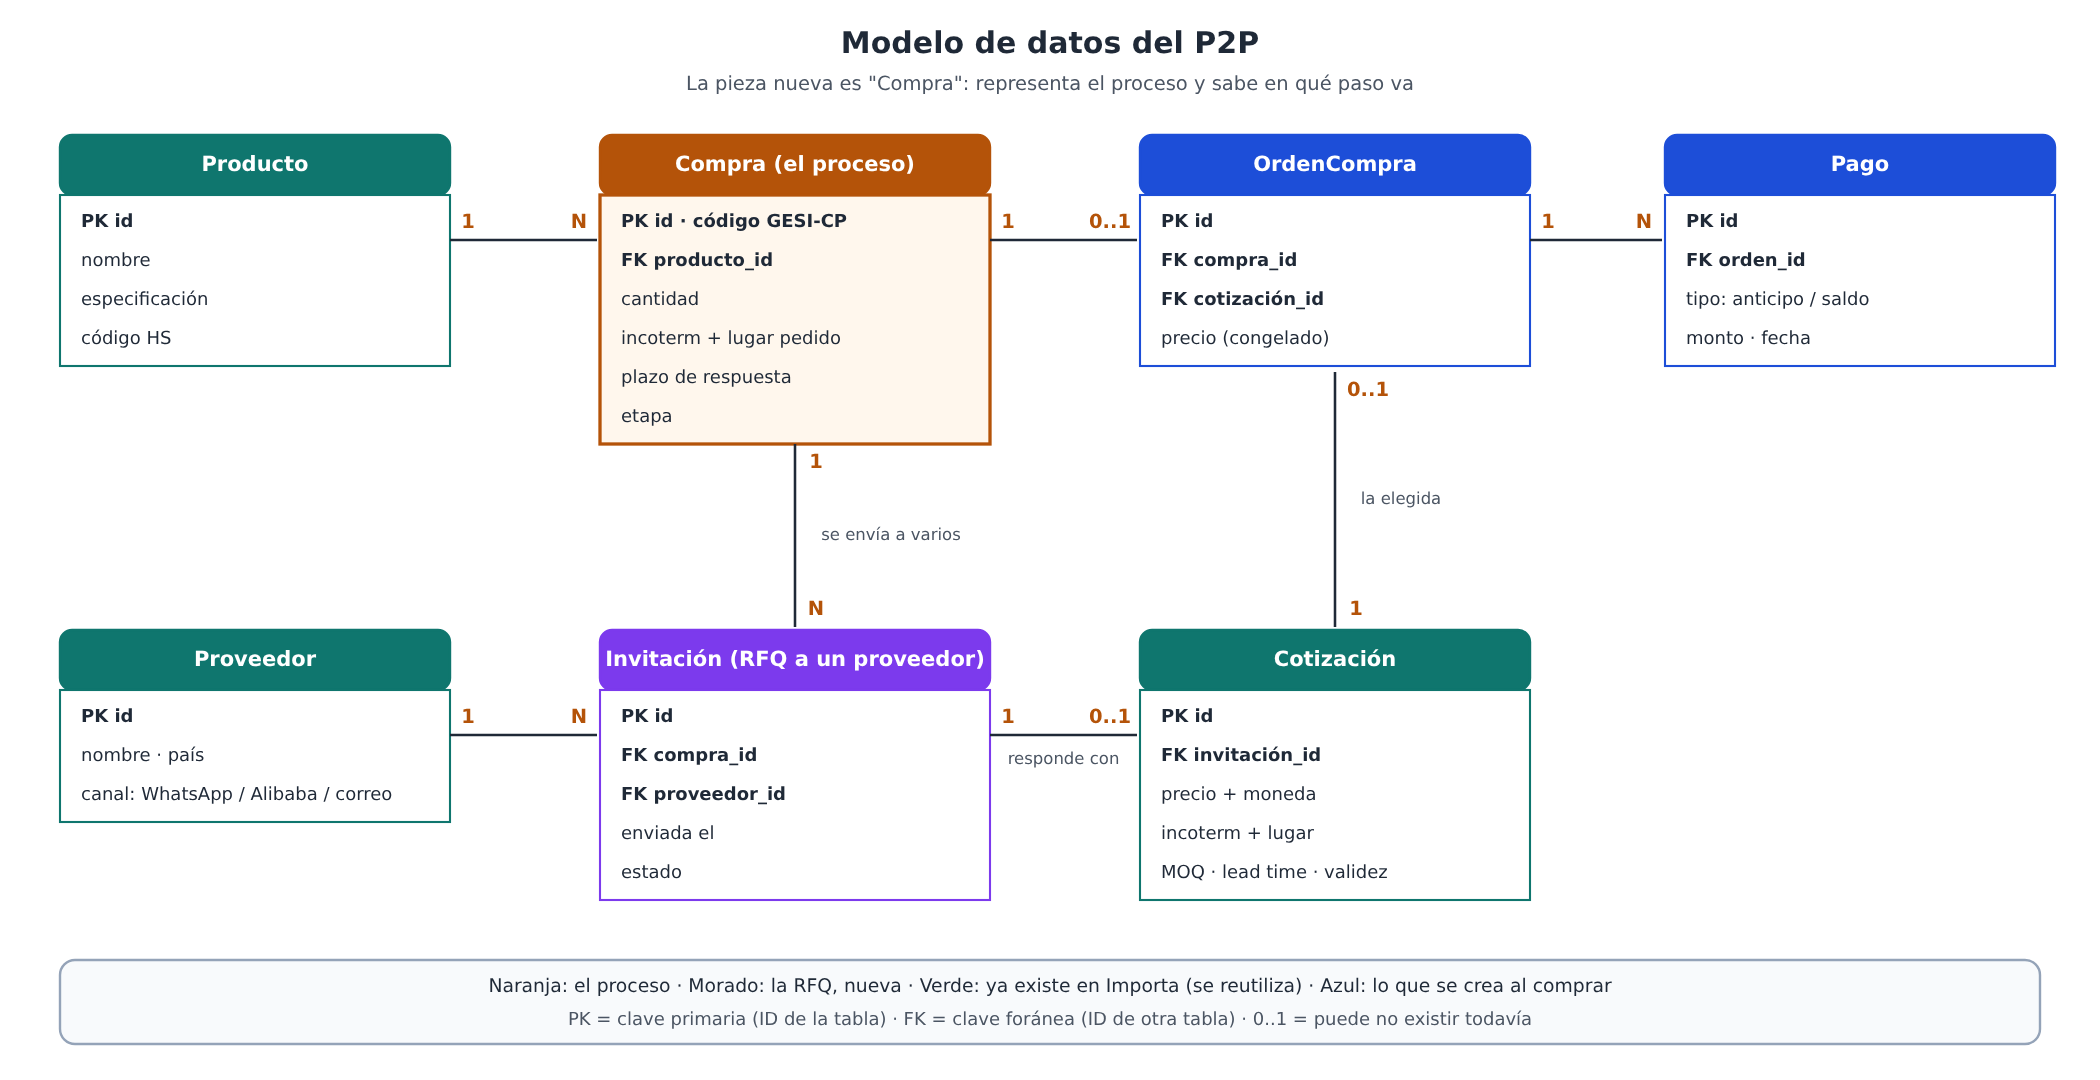 Modelo de datos del P2P
La pieza nueva es "Compra": representa el proceso y sabe en qué paso va
Producto
PK id
nombre
especificación
código HS
1
N
Compra (el proceso)
PK id · código GESI-CP
FK producto_id
cantidad
incoterm + lugar pedido
plazo de respuesta
etapa
1
0..1
OrdenCompra
PK id
FK compra_id
FK cotización_id
precio (congelado)
1
N
Pago
PK id
FK orden_id
tipo: anticipo / saldo
monto · fecha
1
se envía a varios
N
0..1
la elegida
1
Proveedor
PK id
nombre · país
canal: WhatsApp / Alibaba / correo
1
N
Invitación (RFQ a un proveedor)
PK id
FK compra_id
FK proveedor_id
enviada el
estado
1
0..1
responde con
Cotización
PK id
FK invitación_id
precio + moneda
incoterm + lugar
MOQ · lead time · validez
Naranja: el proceso · Morado: la RFQ, nueva · Verde: ya existe en Importa (se reutiliza) · Azul: lo que se crea al comprar
PK = clave primaria (ID de la tabla) · FK = clave foránea (ID de otra tabla) · 0..1 = puede no existir todavía